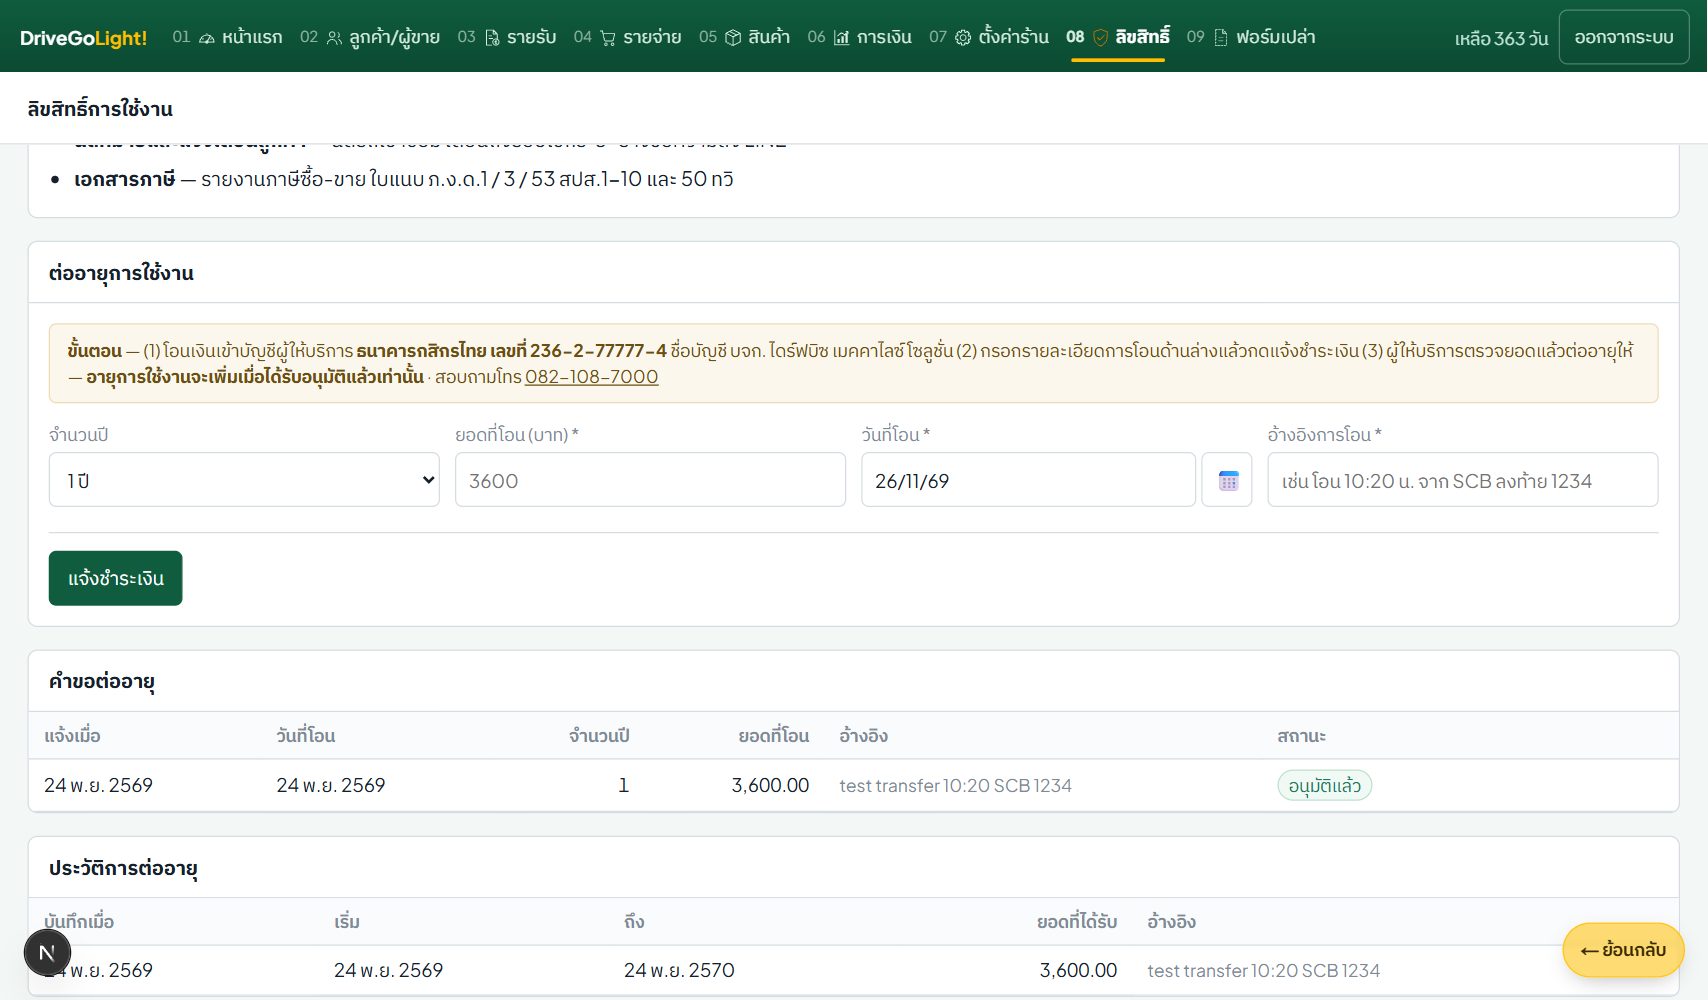 DriveGoLight! 01 หน้าแรก 02 ลูกค้า/ผู้ขาย 03 รายรับ 04 รายจ่าย 05 สินค้า 06 การเงิน 07 ตั้งค่าร้าน 08 ลิขสิทธิ์ 09 ฟอร์มเปล่า เหลือ 363 วัน ออกจากระบบ
ลิขสิทธิ์การใช้งาน
เอกสารภาษี — รายงานภาษีซื้อ-ขาย ใบแนบ ภ.ง.ด.1 / 3 / 53 สปส.1-10 และ 50 ทวิ
ต่ออายุการใช้งาน
ขั้นตอน — (1) โอนเงินเข้าบัญชีผู้ให้บริการ ธนาคารกสิกรไทย เลขที่ 236-2-77777-4 ชื่อบัญชี บจก. ไดร์ฟบิซ เมคคาไลซ์ โซลูชั่น (2) กรอกรายละเอียดการโอนด้านล่างแล้วกดแจ้งชำระเงิน (3) ผู้ให้บริการตรวจยอดแล้วต่ออายุให้
— อายุการใช้งานจะเพิ่มเมื่อได้รับอนุมัติแล้วเท่านั้น · สอบถามโทร 082-108-7000
จำนวนปี ยอดที่โอน (บาท) * วันที่โอน * อ้างอิงการโอน *
1 ปี 3600 26/11/69 เช่น โอน 10:20 น. จาก SCB ลงท้าย 1234
แจ้งชำระเงิน
คำขอต่ออายุ
แจ้งเมื่อ วันที่โอน จำนวนปี ยอดที่โอน อ้างอิง สถานะ
24 พ.ย. 2569 24 พ.ย. 2569 1 3,600.00 test transfer 10:20 SCB 1234 อนุมัติแล้ว
ประวัติการต่ออายุ
บันทึกเมื่อ เริ่ม ถึง ยอดที่ได้รับ อ้างอิง
N 24 พ.ย. 2569 24 พ.ย. 2569 24 พ.ย. 2570 3,600.00 test transfer 10:20 SCB 1234 ←ย้อนกลับ